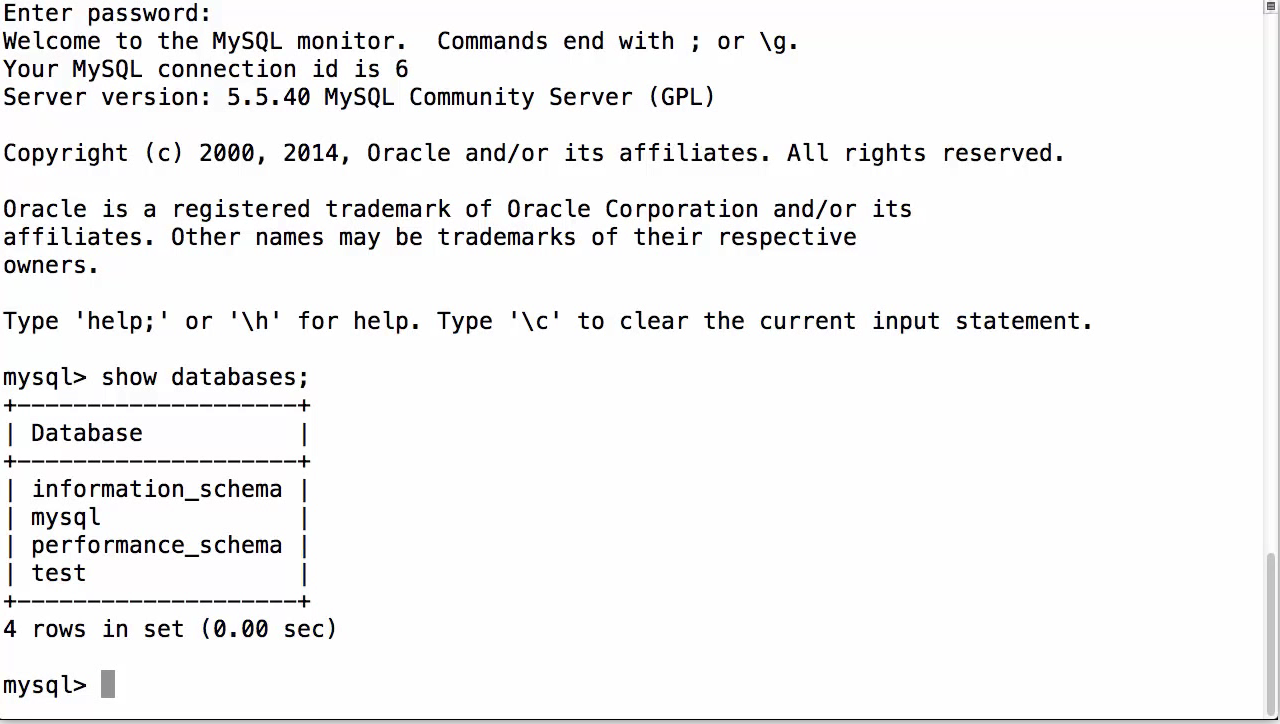 Enter password:
Welcome to the MySQL monitor.  Commands end with ; or \g.
Your MySQL connection id is 6
Server version: 5.5.40 MySQL Community Server (GPL)
Copyright (c) 2000, 2014, Oracle and/or its affiliates. All rights reserved.
Oracle is a registered trademark of Oracle Corporation and/or its
affiliates. Other names may be trademarks of their respective
owners.
Type 'help;' or '\h' for help. Type '\c' to clear the current input statement.
mysql> show databases;
+--------------------+
| Database           |
+--------------------+
| information_schema |
| mysql              |
| performance_schema |
| test               |
+--------------------+
4 rows in set (0.00 sec)
mysql>